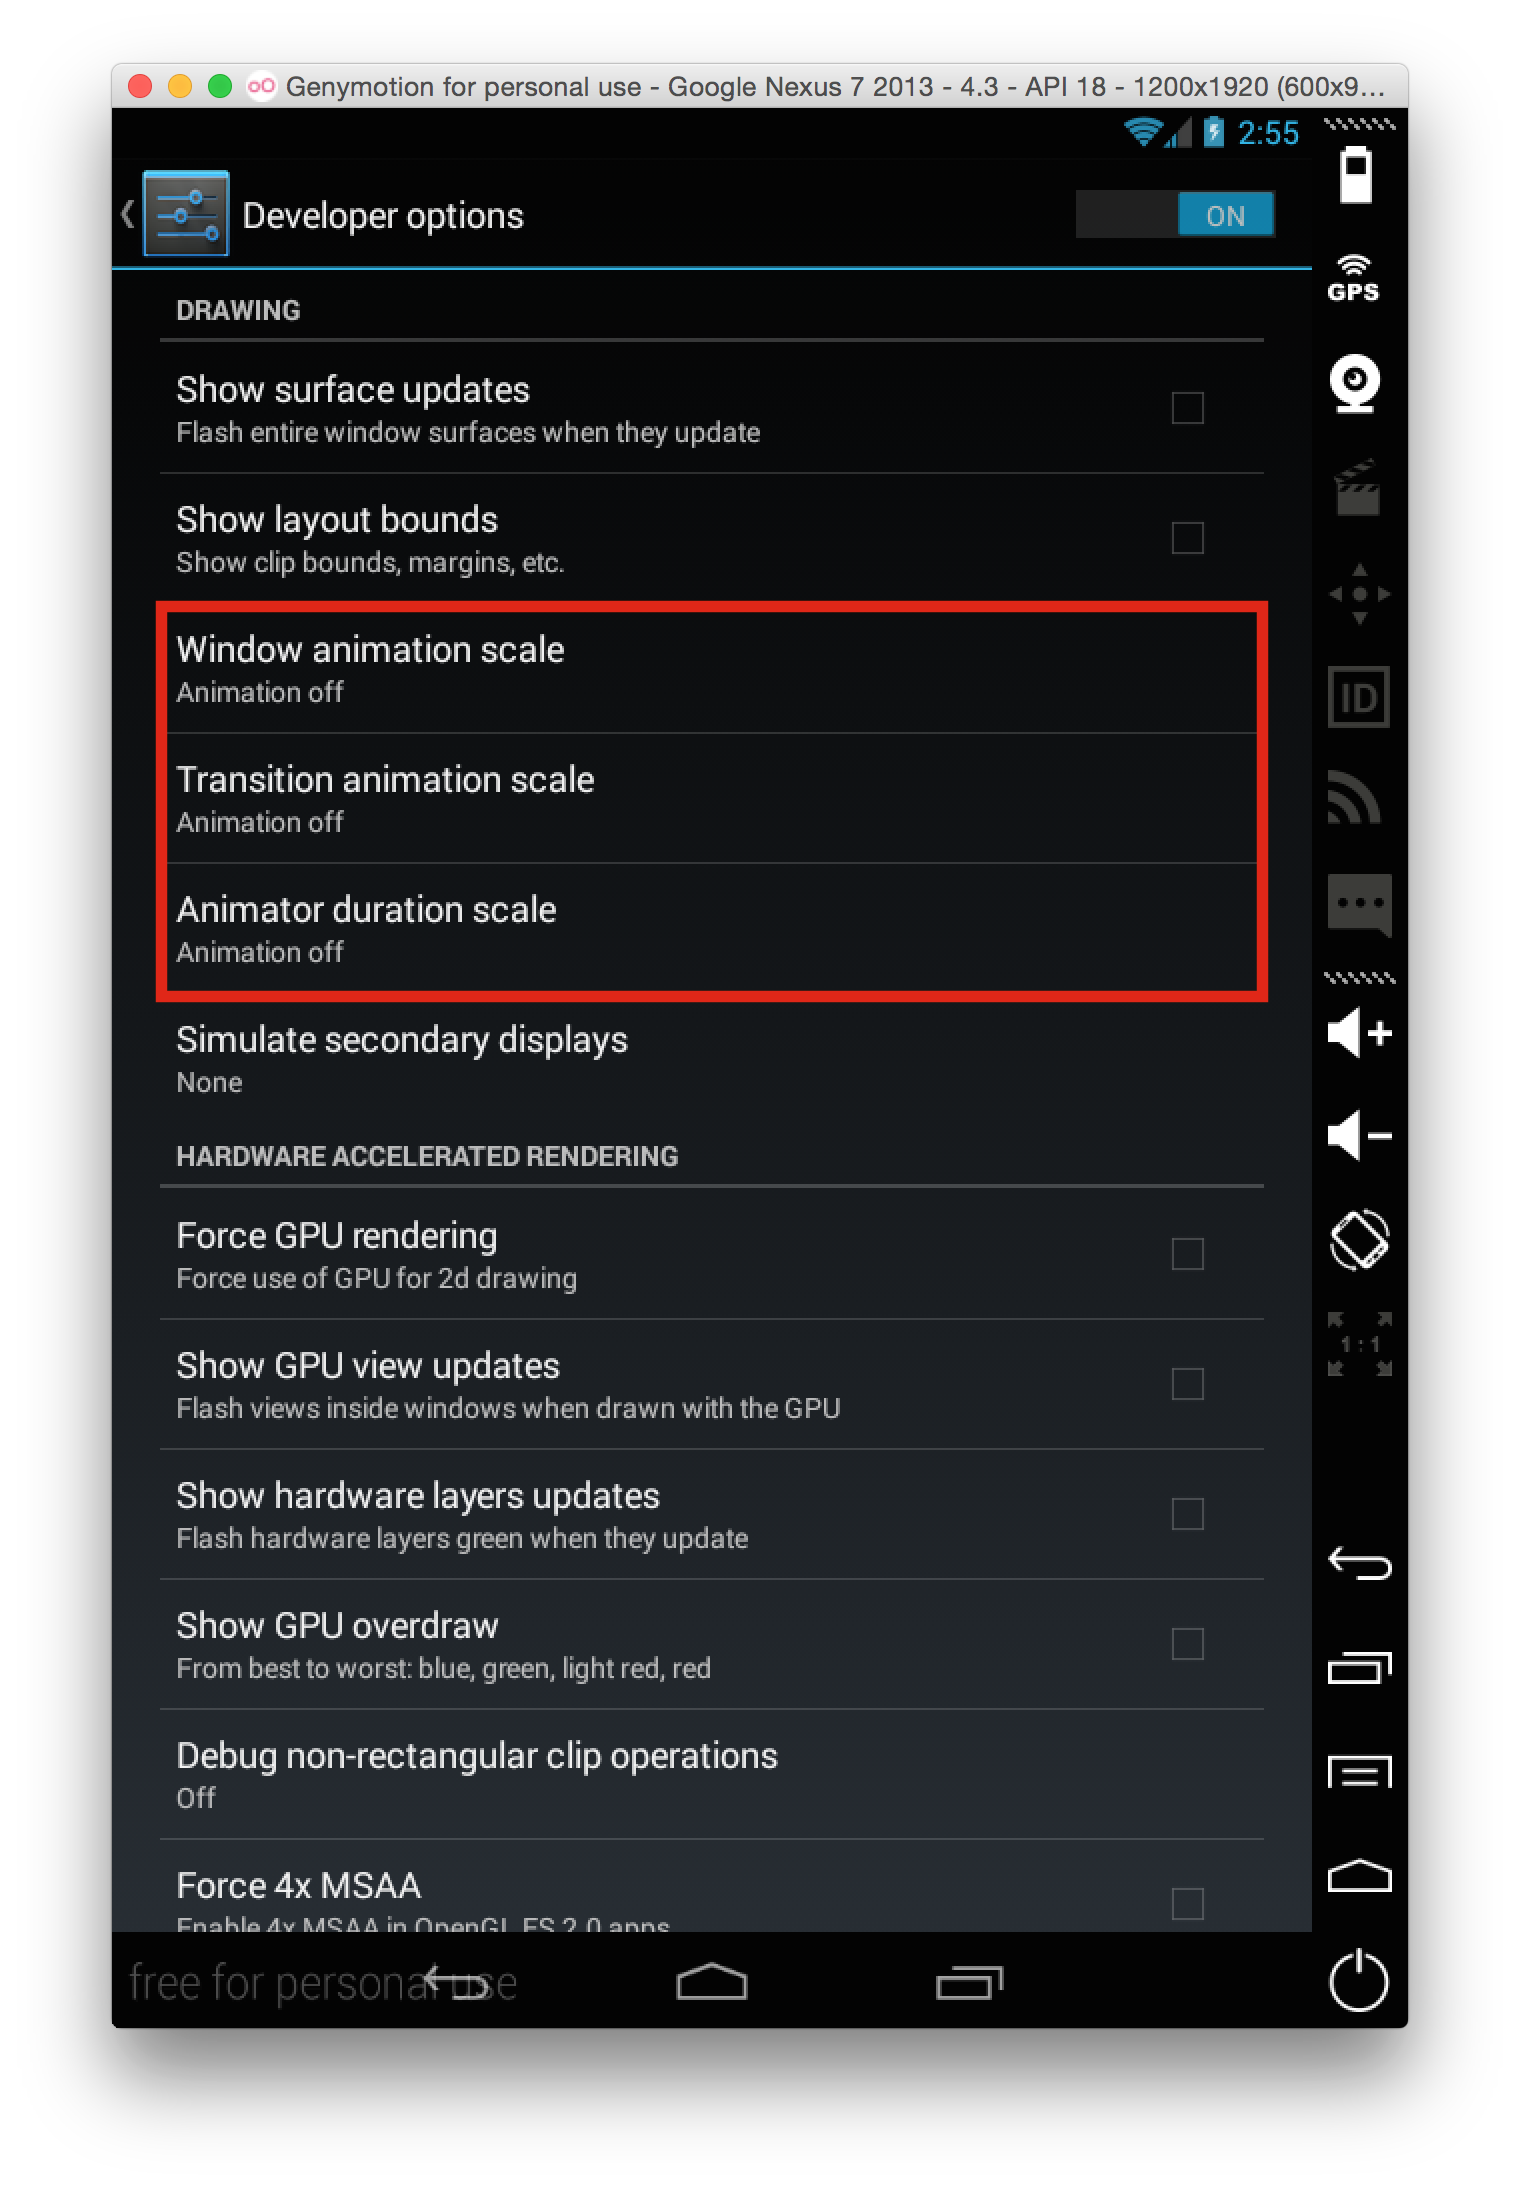 Genymotion for personal use - Google Nexus 7 2013 - 4.3 - API 18 - 1200x1920 (600x9...
2:55
Developer options
ON
GPS
DRAWING
Show surface updates
Flash entire window surfaces when they update
Show layout bounds
Show clip bounds, margins, etc.
Window animation scale
Animation off
ID
Transition animation scale
Animation off
Animator duration scale
Animation off
Simulate secondary displays
None
HARDWARE ACCELERATED RENDERING
Force GPU rendering
Force use of GPU for 2d drawing
1:1
Show GPU view updates
Flash views inside windows when drawn with the GPU
Show hardware layers updates
Flash hardware layers green when they update
Show GPU overdraw
From best to worst: blue, green, light red, red
Debug non-rectangular clip operations
Off
Force 4x MSAA
Enable 4x MSAA in OpenGL ES 2.0 apps
free for personal use